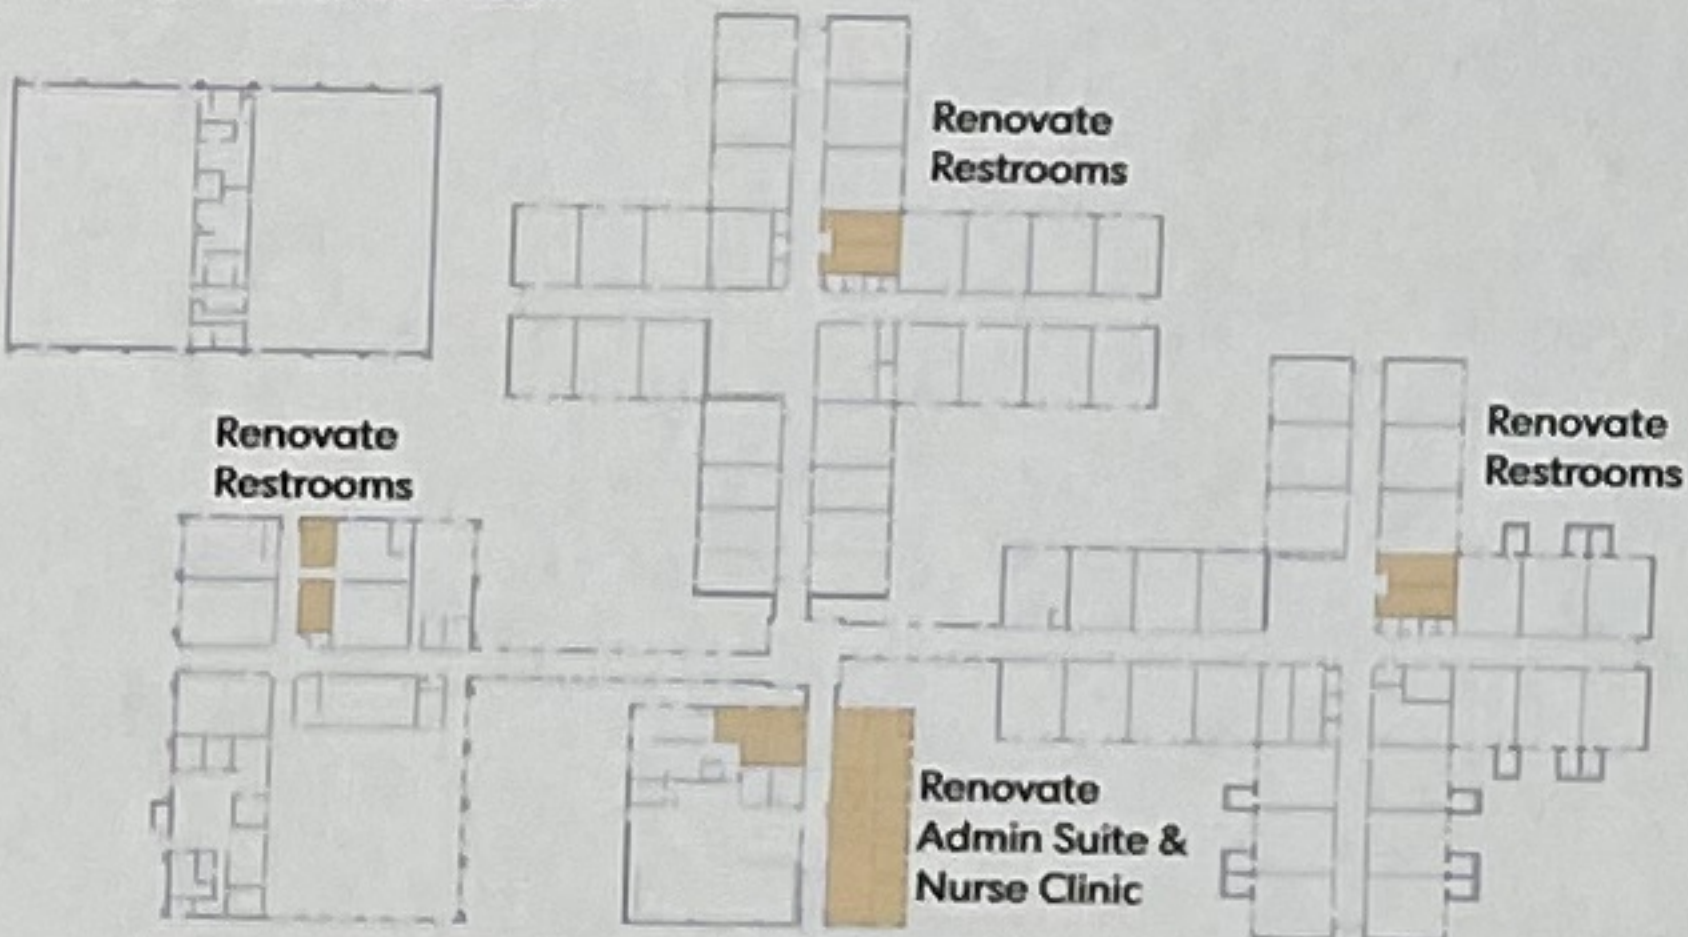 Renovate
Restrooms
Renovate
Restrooms
Renovate
Restrooms
Renovate
Admin Suite &
Nurse Clinic